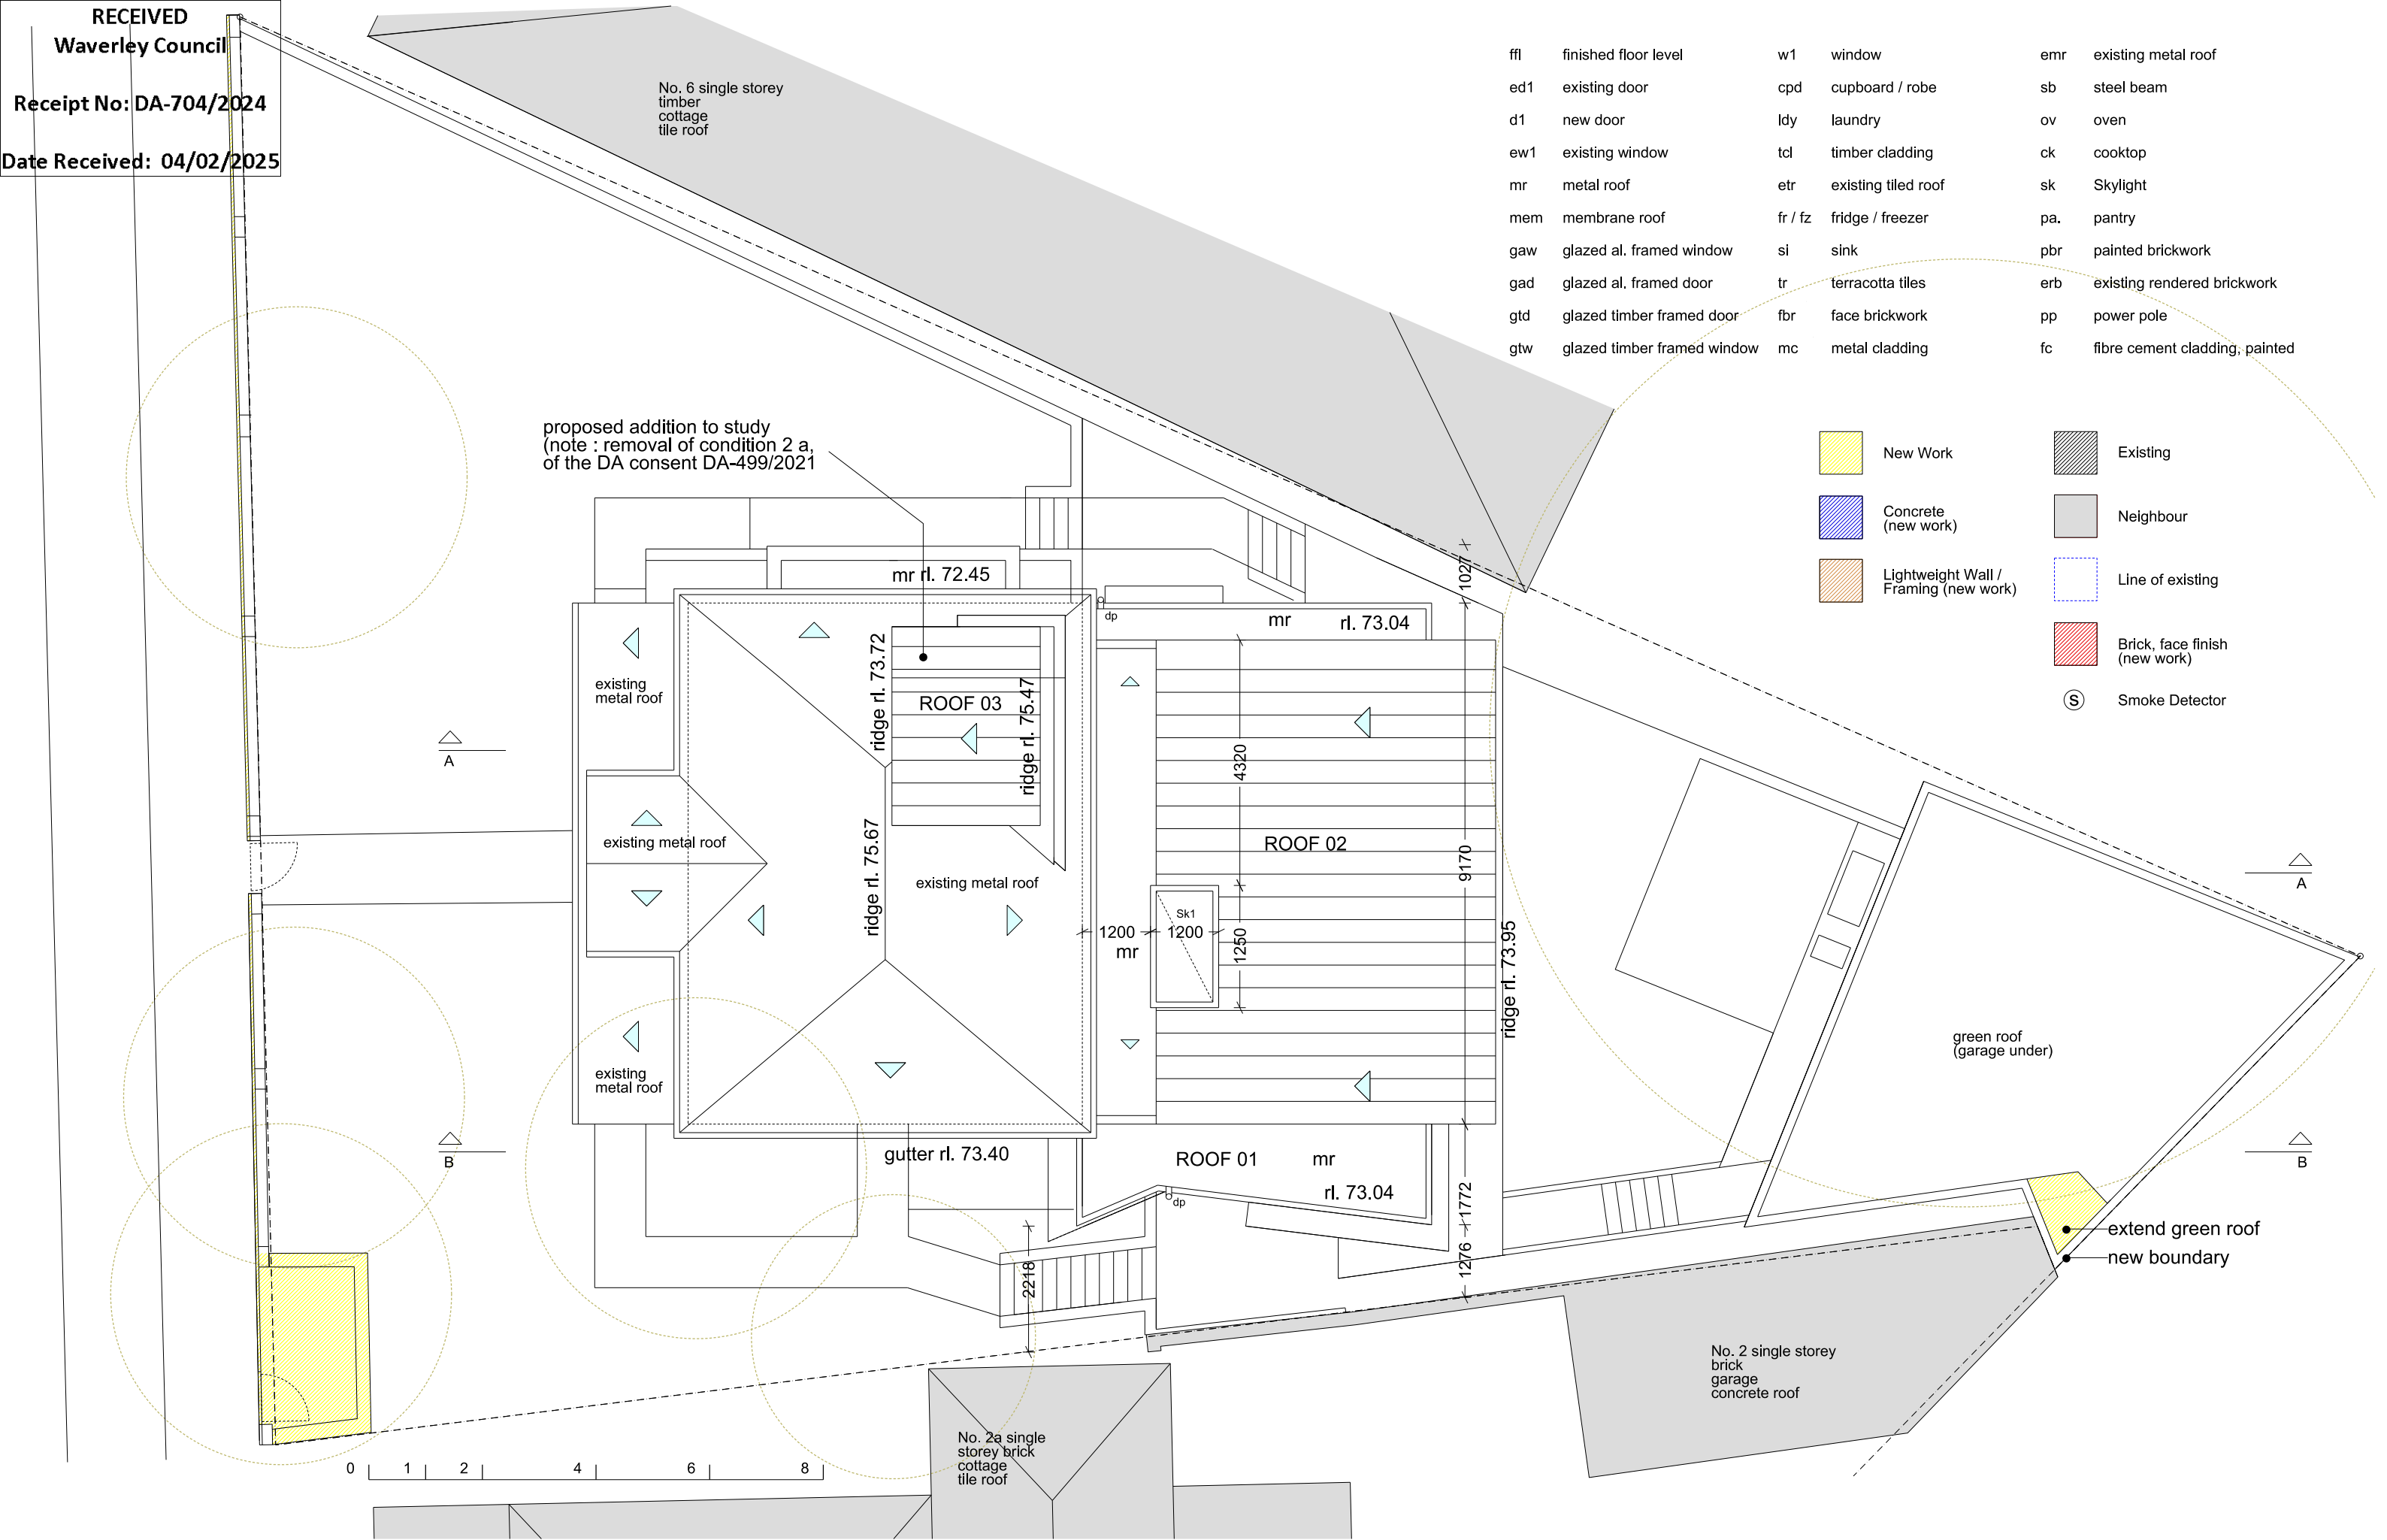 RECEIVED
Waverley Council
Receipt No: DA-704/2024
Date Received: 04/02/2025
No. 6 single storey
timber
cottage
tile roof
ffl finished floor level w1 window emr existing metal roof
ed1 existing door cpd cupboard / robe sb steel beam
d1 new door ldy laundry ov oven
ew1 existing window tcl timber cladding ck cooktop
mr metal roof etr existing tiled roof sk Skylight
mem membrane roof fr / fz fridge / freezer pa. pantry
gaw glazed al. framed window si sink pbr painted brickwork
gad glazed al. framed door tr terracotta tiles erb existing rendered brickwork
gtd glazed timber framed door fbr face brickwork pp power pole
gtw glazed timber framed window mc metal cladding fc fibre cement cladding, painted
New Work
Existing
Concrete
(new work)
Neighbour
Lightweight Wall /
Framing (new work)
Line of existing
Brick, face finish
(new work)
S Smoke Detector
proposed addition to study
(note : removal of condition 2 a,
of the DA consent DA-499/2021
mr rl. 72.45
dp
mr rl. 73.04
1027
existing
metal roof
ridge rl. 73.72
ROOF 03
ridge rl. 75.47
A
4320
existing metal roof
ridge rl. 75.67
existing metal roof
ROOF 02
9170
A
Sk1
1200
1200
mr
1250
ridge rl. 73.95
green roof
(garage under)
existing
metal roof
B
gutter rl. 73.40
ROOF 01 mr
rl. 73.04
dp
1772
B
extend green roof
new boundary
2218
1276
No. 2 single storey
brick
garage
concrete roof
No. 2a single
storey brick
cottage
tile roof
0 1 2 4 6 8